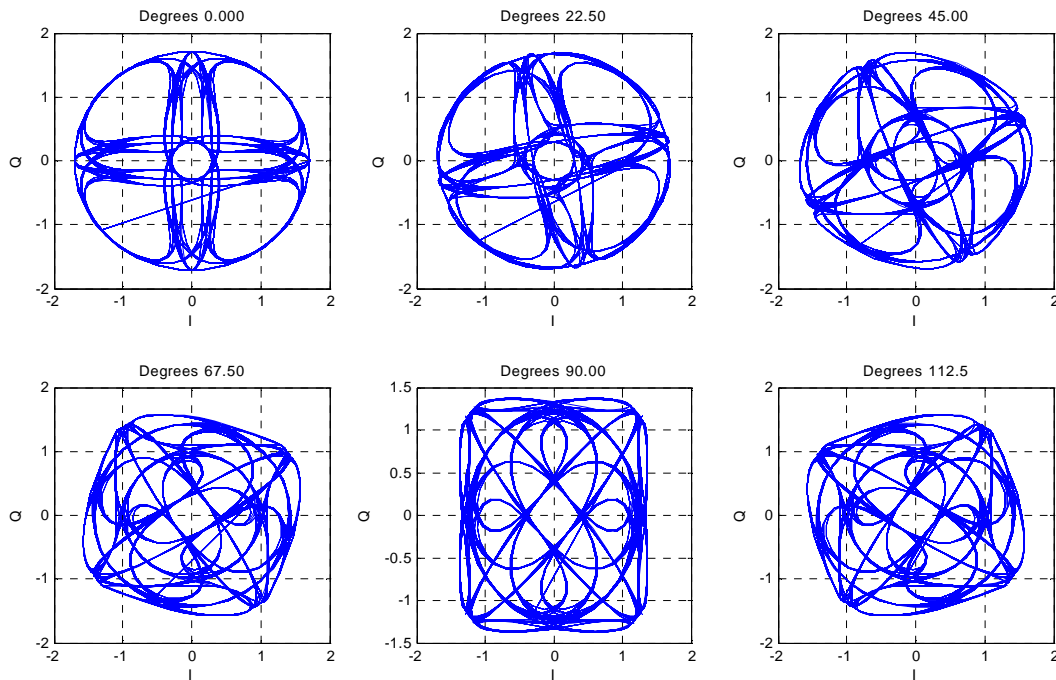 Degrees 0.000
Degrees 22.50
Degrees 45.00
2
2
2
1
1
1
Q
0
Q
0
Q
0
-1
-1
-1
-2
-2
-2
-2 -1 0 1 2
-2 -1 0 1 2
-2 -1 0 1 2
I
I
I
Degrees 67.50
Degrees 90.00
Degrees 112.5
2
1.5
2
1
1
1
0.5
Q
0
Q
0
Q
0
-0.5
-1
-1
-1
-2
-1.5
-2
-2 -1 0 1 2
-2 -1 0 1 2
-2 -1 0 1 2
I
I
I